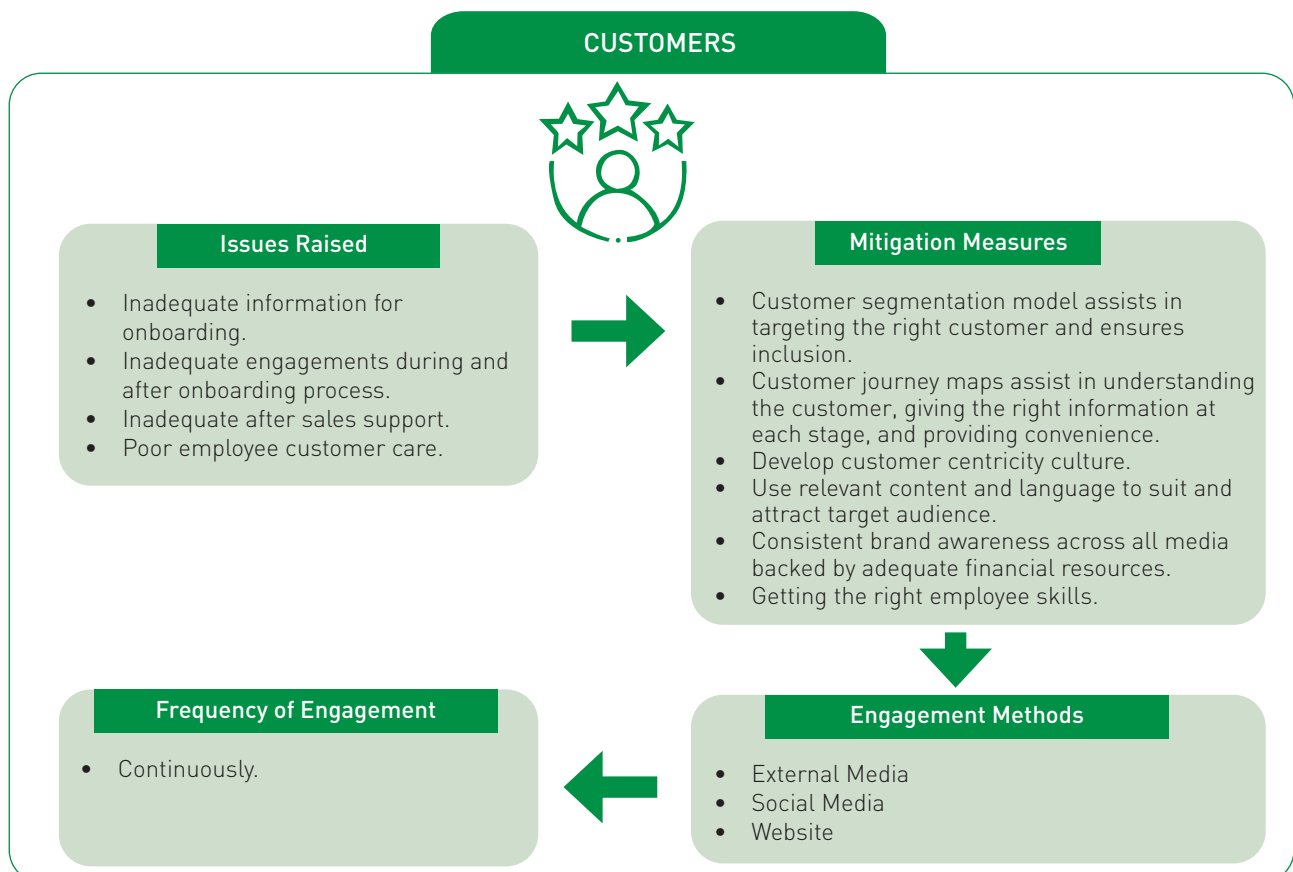 CUSTOMERS
Issues Raised
• Inadequate information for
onboarding.
• Inadequate engagements during and
after onboarding process.
• Inadequate after sales support.
• Poor employee customer care.
Mitigation Measures
• Customer segmentation model assists in
targeting the right customer and ensures
inclusion.
• Customer journey maps assist in understanding
the customer, giving the right information at
each stage, and providing convenience.
• Develop customer centricity culture.
• Use relevant content and language to suit and
attract target audience.
• Consistent brand awareness across all media
backed by adequate financial resources.
• Getting the right employee skills.
Engagement Methods
• External Media
• Social Media
• Website
Frequency of Engagement
• Continuously.